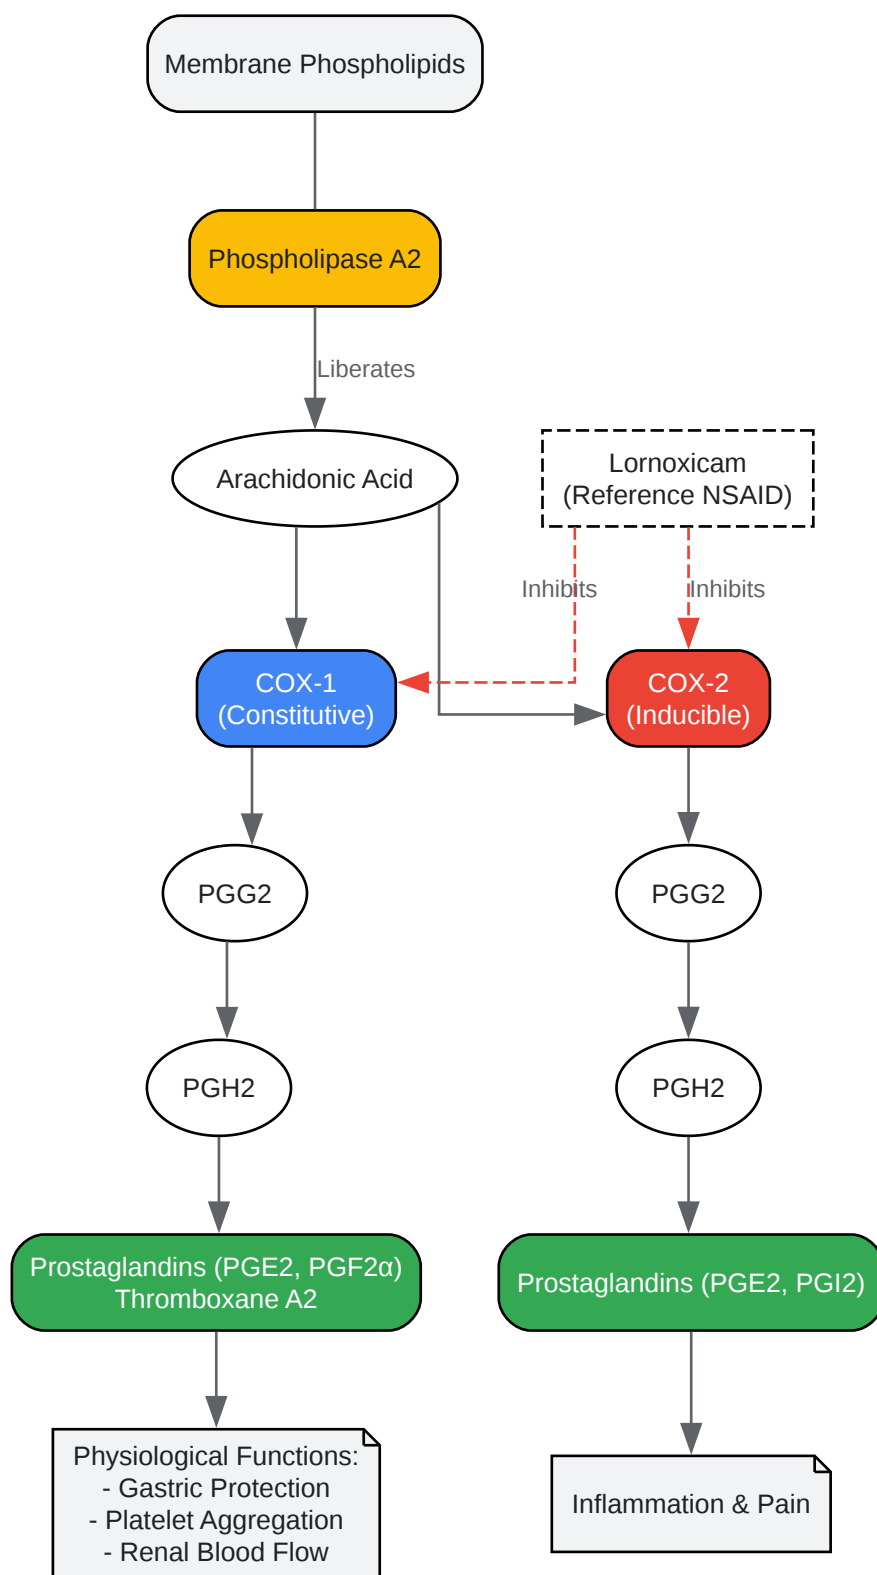 Membrane Phospholipids
Phospholipase A2
Liberates
Arachidonic Acid
Lornoxicam
(Reference NSAID)
Inhibits
Inhibits
COX-1
(Constitutive)
COX-2
(Inducible)
PGG2
PGG2
PGH2
PGH2
Prostaglandins (PGE2, PGF2α)
Thromboxane A2
Prostaglandins (PGE2, PGI2)
Physiological Functions:
- Gastric Protection
- Platelet Aggregation
- Renal Blood Flow
Inflammation & Pain